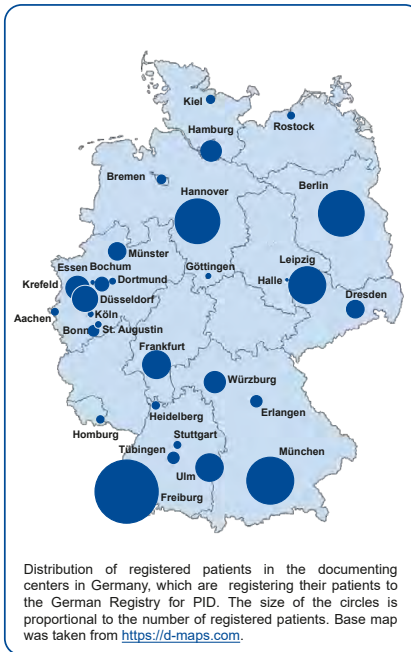 Kiel
Rostock
Hamburg
Bremen
Hannover
Berlin
Münster
Göttingen
Leipzig
Essen Bochum
Dortmund
Halle
Krefeld
Düsseldorf
Dresden
Aachen
Köln
Bonn St. Augustin
Frankfurt
Würzburg
Heidelberg
Erlangen
Homburg
Stuttgart
Tübingen
München
Ulm
Freiburg
Distribution of registered patients in the documenting
centers in Germany, which are registering their patients to
the German Registry for PID. The size of the circles is
proportional to the number of registered patients. Base map
was taken from https://d-maps.com.